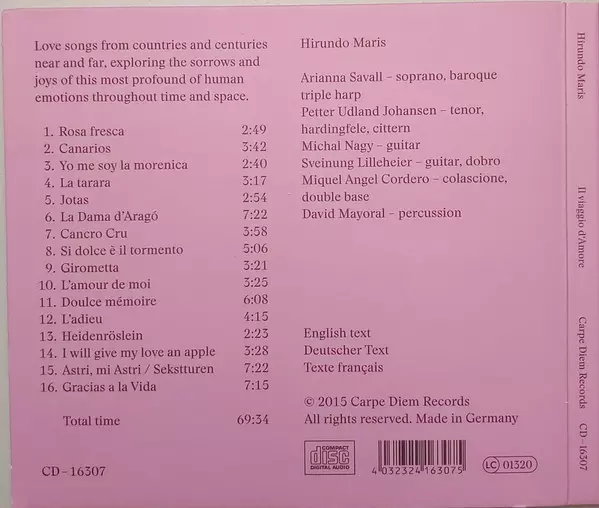 Love songs from countries and centuries
near and far, exploring the sorrows and
joys of this most profound of human
emotions throughout time and space.
1. Rosa fresca 2:49
2. Canarios 3:42
3. Yo me soy la morenica 2:40
4. La tarara 3:17
5. Jotas 2:54
6. La Dama d'Aragó 7:22
7. Cancro Cru 3:58
8. Si dolce è il tormento 5:06
9. Girometta 3:21
10. L'amour de moi 3:25
11. Doulce mémoire 6:08
12. L'adieu 4:15
13. Heidenröslein 2:23
14. I will give my love an apple 3:28
15. Astri, mi Astri / Sekstturen 7:22
16. Gracias a la Vida 7:15
Total time 69:34
CD–16307
Hirundo Maris
Arianna Savall – soprano, baroque
triple harp
Petter Udland Johansen – tenor,
hardingfele, cittern
Michal Nagy – guitar
Sveinung Lilleheier – guitar, dobro
Miquel Angel Cordero – colascione,
double base
David Mayoral – percussion
English text
Deutscher Text
Texte français
© 2015 Carpe Diem Records
All rights reserved. Made in Germany
COMPACT
disc
DIGITAL AUDIO
4 032324 163075
LC 01320
Hirundo Maris
Il viaggio d'Amore
Carpe Diem Records
CD–16307